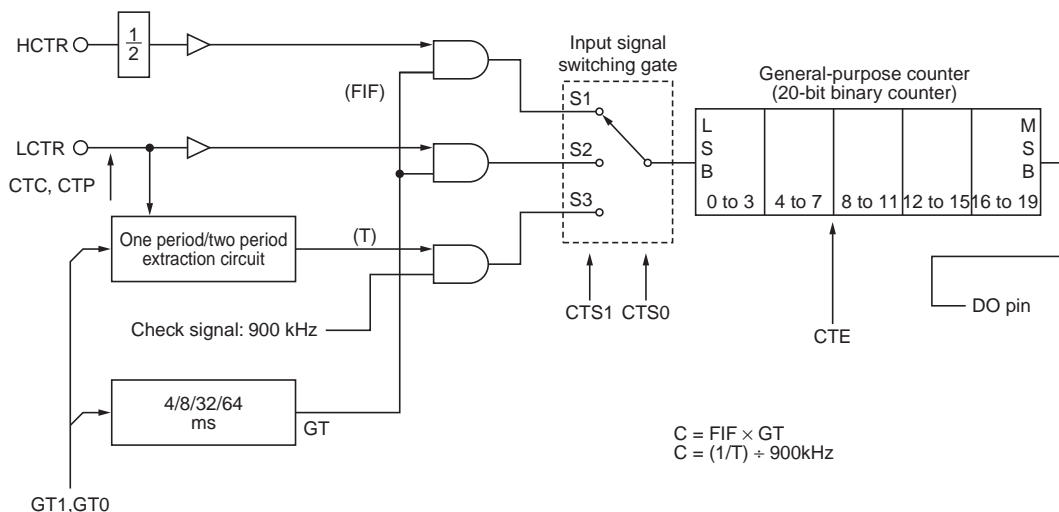 HCTR
1
2
(FIF)
Input signal
switching gate
S1
S2
S3
General-purpose counter
(20-bit binary counter)
L
S
B
M
S
B
0 to 3
4 to 7
8 to 11
12 to 15
16 to 19
LCTR
CTC, CTP
One period/two period
extraction circuit
(T)
CTS1
CTS0
DO pin
CTE
Check signal: 900 kHz
4/8/32/64
ms
GT
C = FIF × GT
C = (1/T) ÷ 900kHz
GT1,GT0